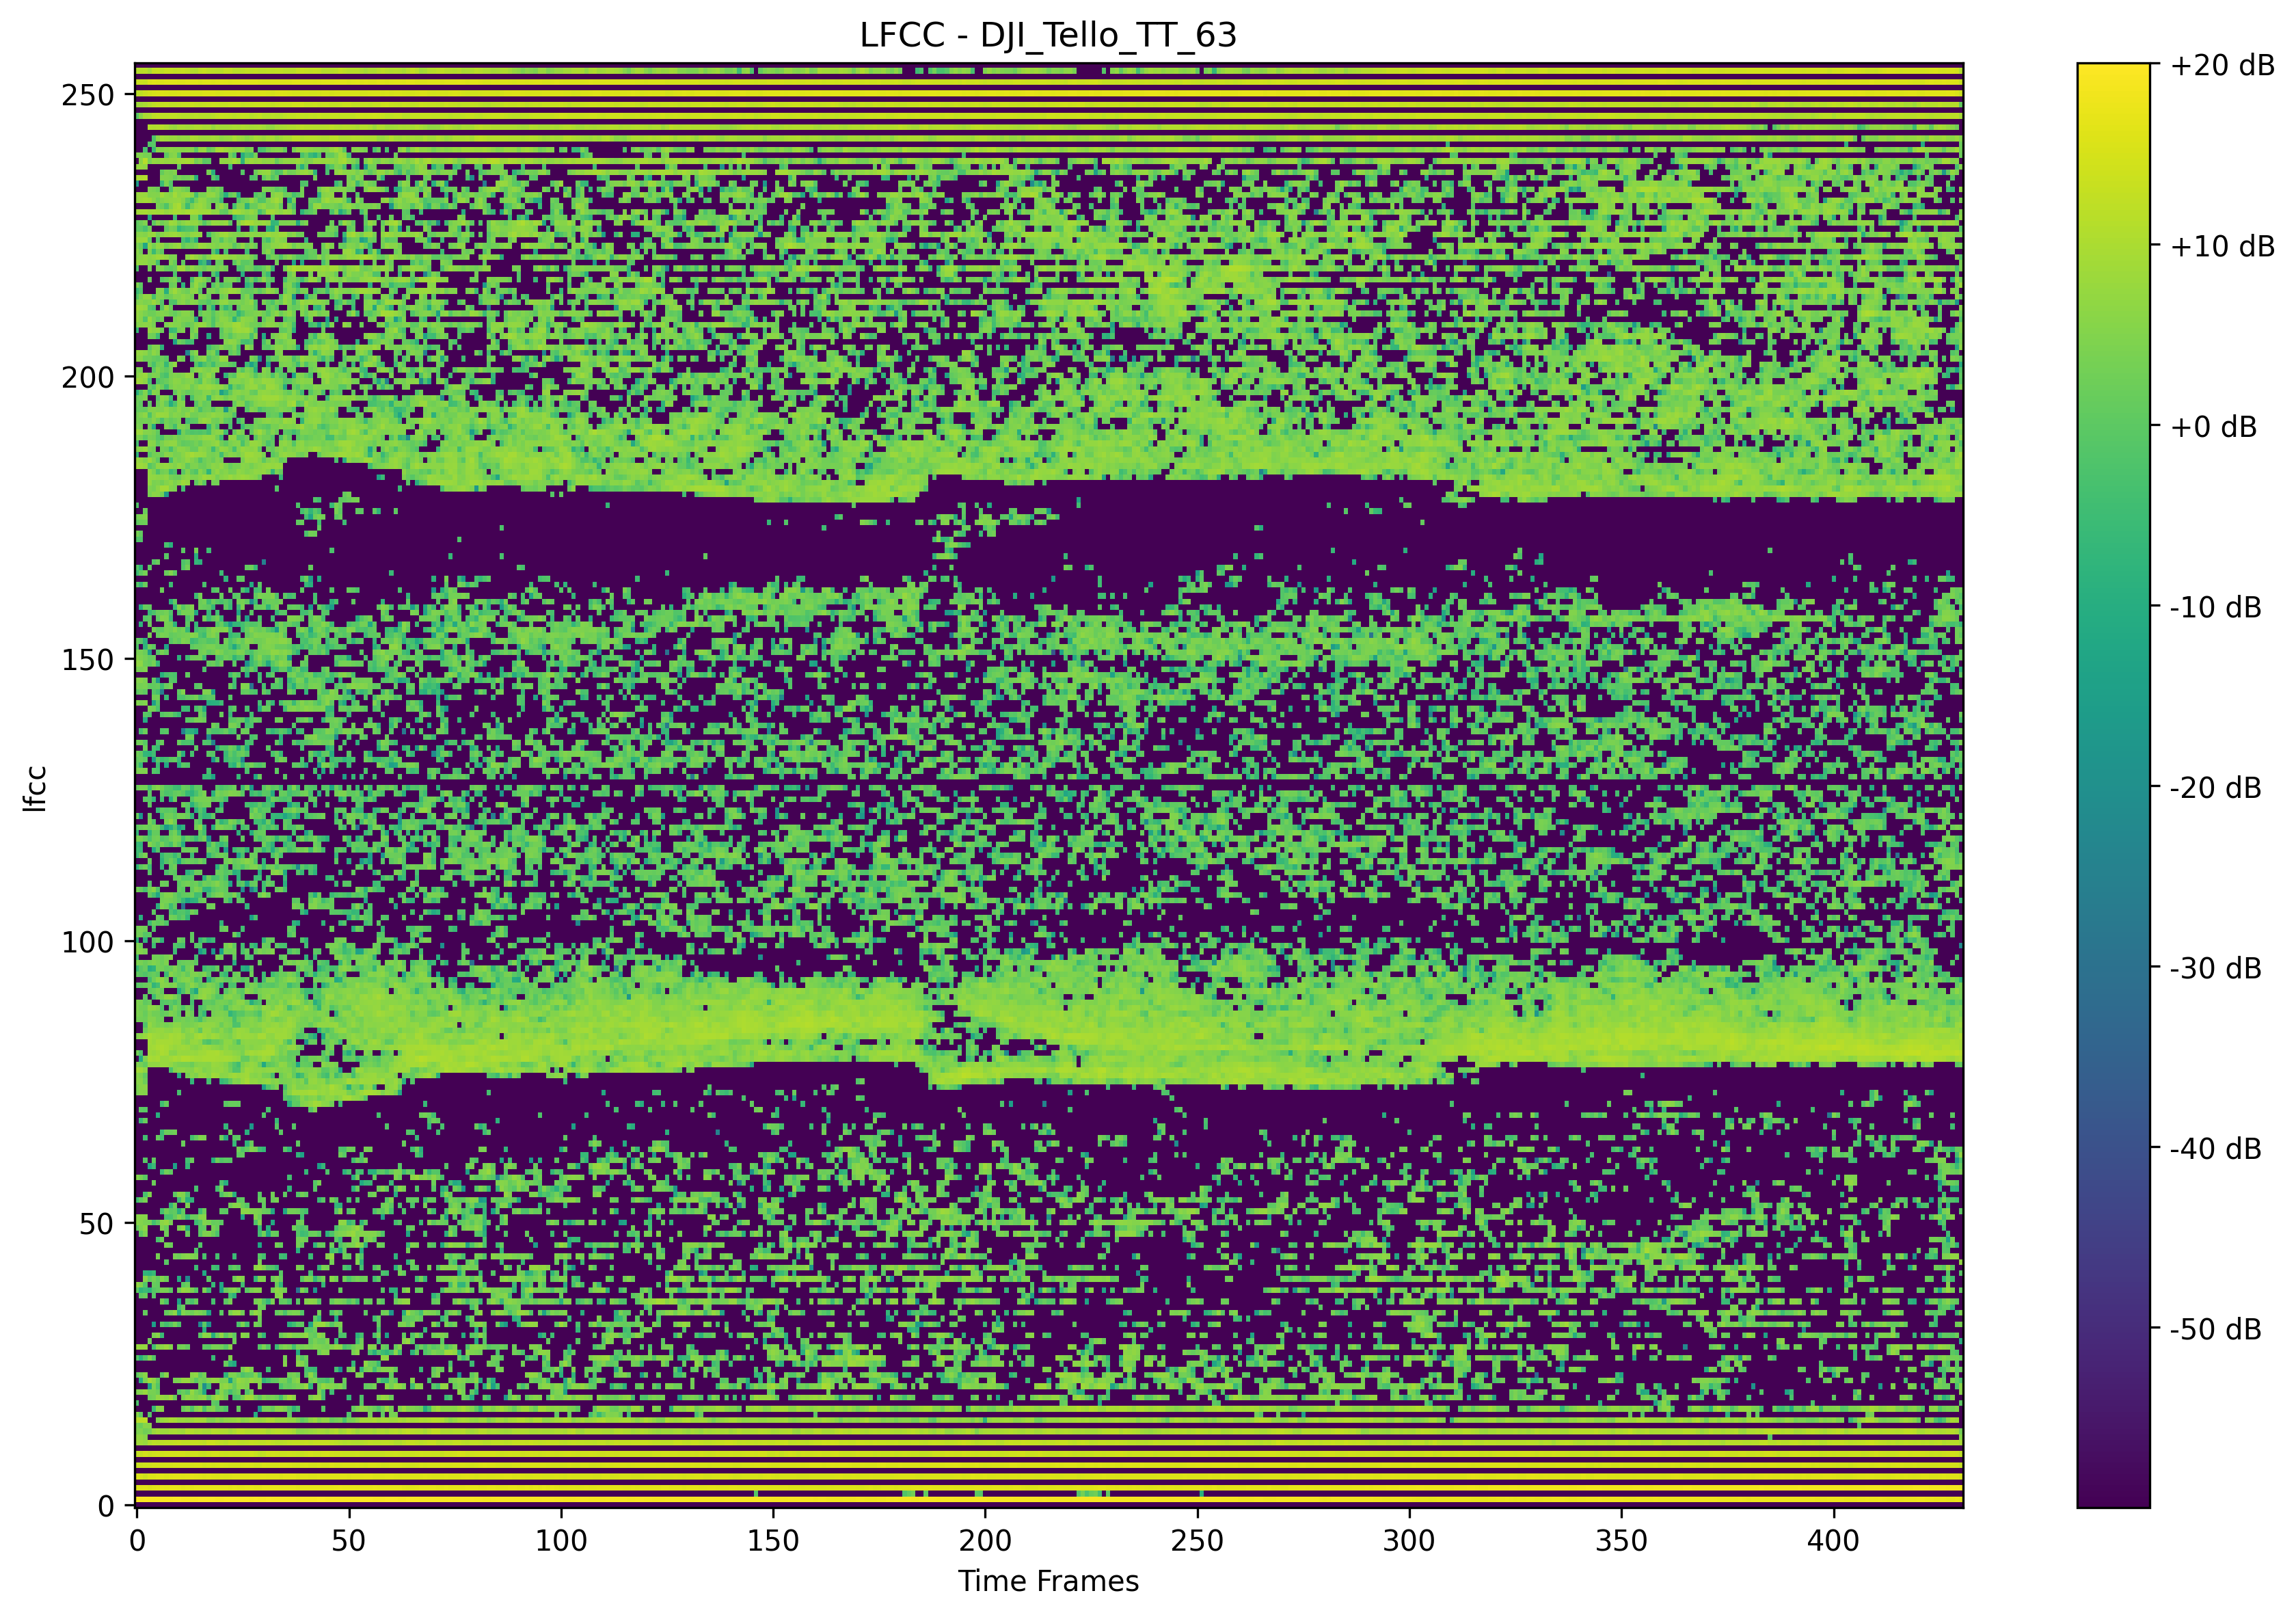 LFCC - DJI_Tello_TT_63
+20 dB
+10 dB
+0 dB
-10 dB
-20 dB
-30 dB
-40 dB
-50 dB
250
200
150
100
50
0
lfcc
0 50 100 150 200 250 300 350 400
Time Frames